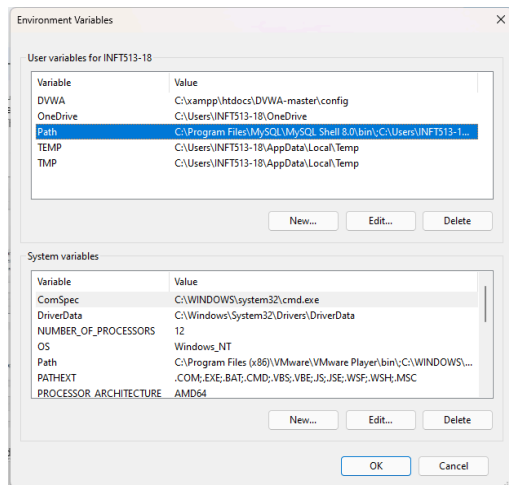 Environment Variables
User variables for INFT513-18
Variable Value
DVWA C:\xampp\htdocs\DVWA-master\config
OneDrive C:\Users\INFT513-18\OneDrive
Path C:\Program Files\MySQL\MySQL Shell 8.0\bin\;C:\Users\INFT513-1...
TEMP C:\Users\INFT513-18\AppData\Local\Temp
TMP C:\Users\INFT513-18\AppData\Local\Temp
New... Edit... Delete
System variables
Variable Value
ComSpec C:\WINDOWS\system32\cmd.exe
DriverData C:\Windows\System32\Drivers\DriverData
NUMBER_OF_PROCESSORS 12
OS Windows_NT
Path C:\Program Files (x86)\VMware\VMware Player\bin\;C:\WINDOWS\...
PATHEXT .COM;.EXE;.BAT;.CMD;.VBS;.VBE;.JS;.JSE;.WSF;.WSH;.MSC
PROCESSOR_ARCHITECTURE AMD64
New... Edit... Delete
OK Cancel